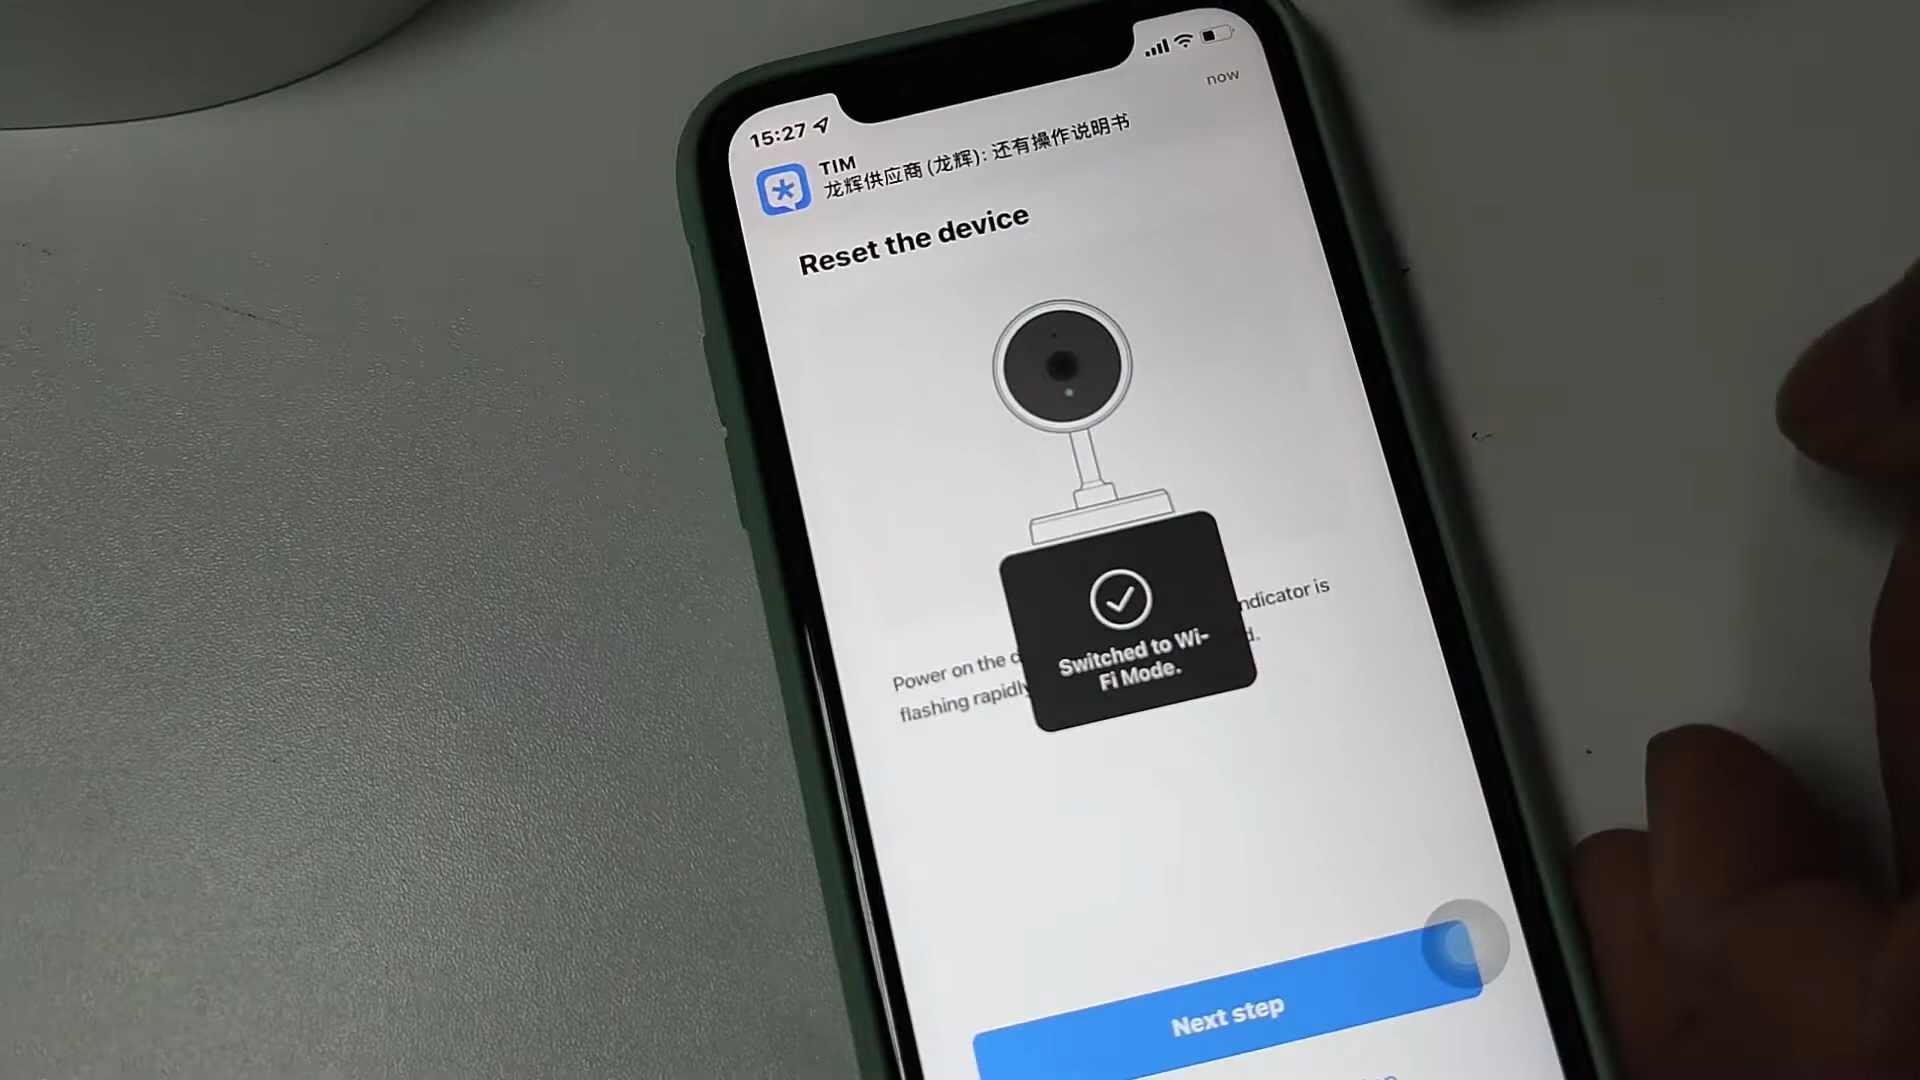 15:27
now
TIM
龙辉供应商 (龙辉): 还有操作说明书
Reset the device
Switched to Wi-
Fi Mode.
Power on the ndicator is
flashing rapidly d.
Next step